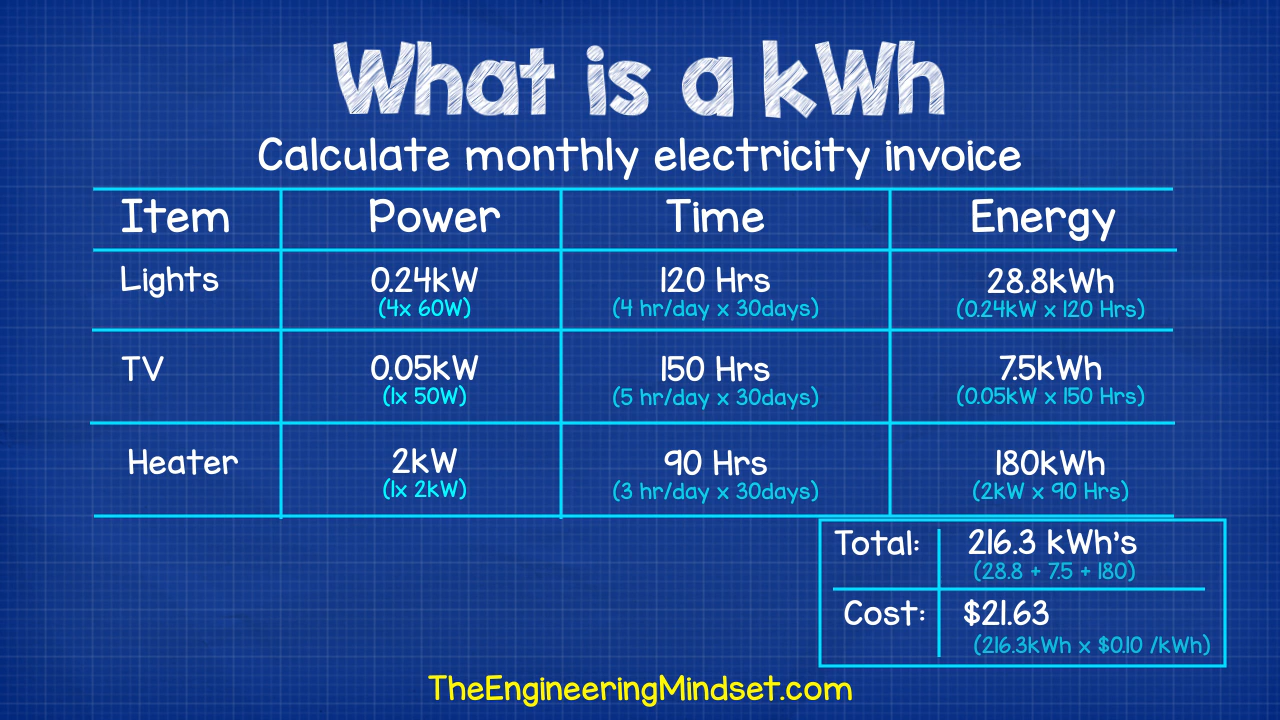 What is a kWh
Calculate monthly electricity invoice
Item Power Time Energy
Lights 0.24kW 120 Hrs 28.8kWh
(4x 60W) (4 hr/day x 30days) (0.24kW x 120 Hrs)
TV 0.05kW 150 Hrs 7.5kWh
(1x 50W) (5 hr/day x 30days) (0.05kW x 150 Hrs)
Heater 2kW 90 Hrs 180kWh
(1x 2kW) (3 hr/day x 30days) (2kW x 90 Hrs)
Total: 216.3 kWh's
(28.8 + 7.5 + 180)
Cost: $21.63
(216.3kWh x $0.10 /kWh)
TheEngineeringMindset.com